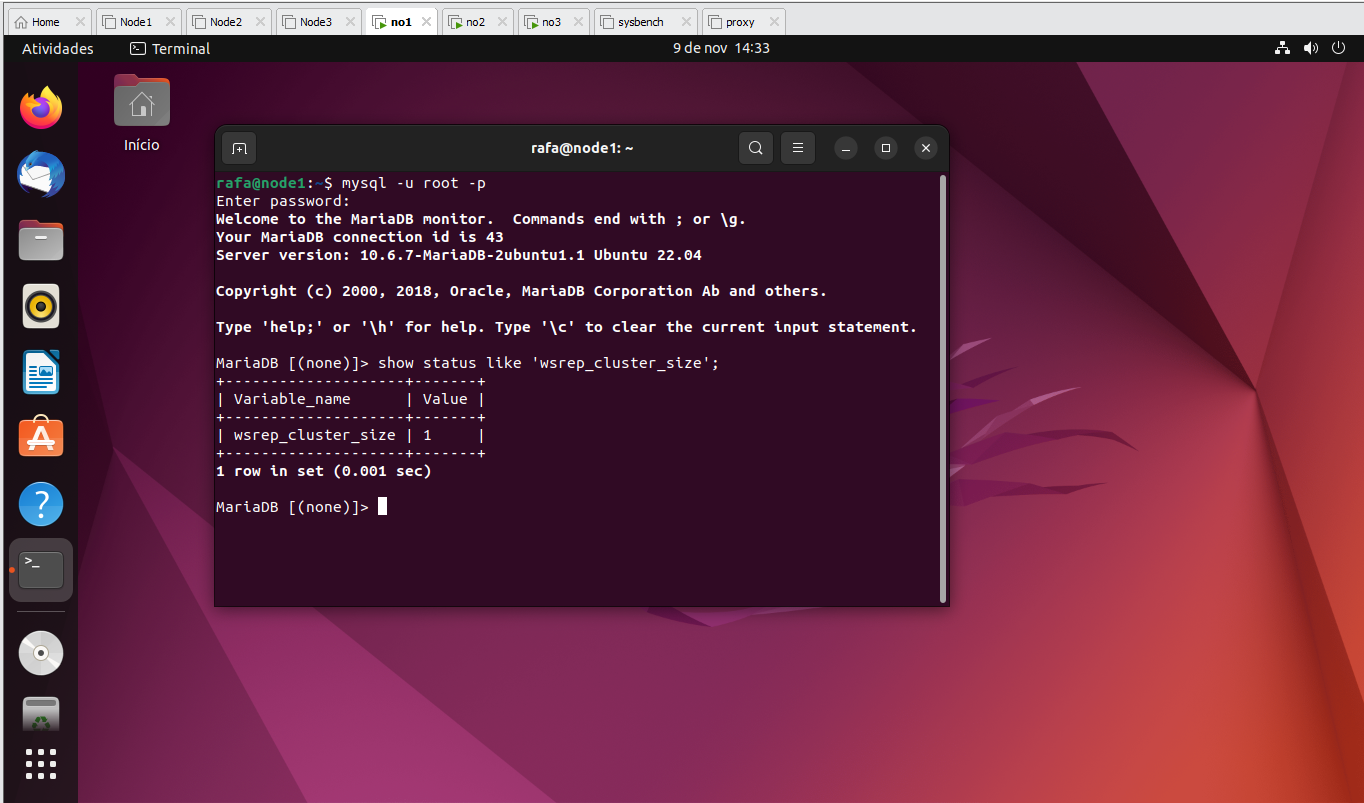 Home
Node1
Node2
Node3
no1
no2
no3
sysbench
proxy
Atividades
Terminal
9 de nov 14:33
Início
rafa@node1: ~
rafa@node1:~$ mysql -u root -p
Enter password:
Welcome to the MariaDB monitor.  Commands end with ; or \g.
Your MariaDB connection id is 43
Server version: 10.6.7-MariaDB-2ubuntu1.1 Ubuntu 22.04
Copyright (c) 2000, 2018, Oracle, MariaDB Corporation Ab and others.
Type 'help;' or '\h' for help. Type '\c' to clear the current input statement.
MariaDB [(none)]> show status like 'wsrep_cluster_size';
+--------------------+-------+
| Variable_name      | Value |
+--------------------+-------+
| wsrep_cluster_size | 1     |
+--------------------+-------+
1 row in set (0.001 sec)
MariaDB [(none)]>